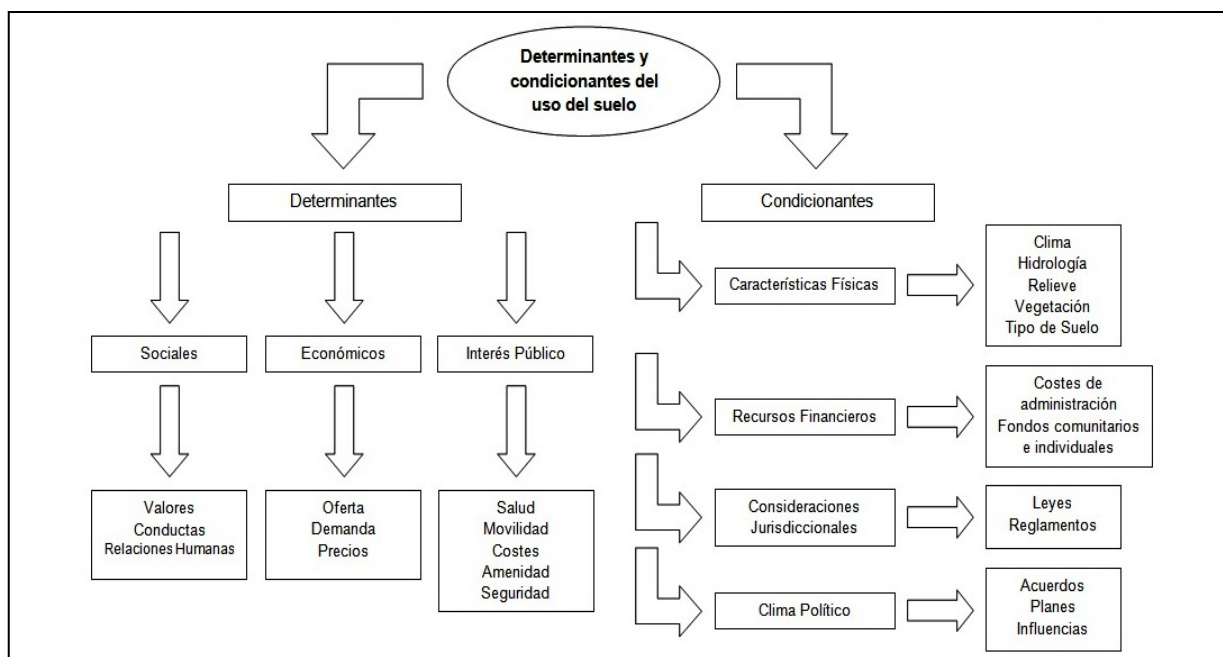 Determinantes y
condicionantes del
uso del suelo
Determinantes
Condicionantes
Sociales
Económicos
Interés Público
Valores
Conductas
Relaciones Humanas
Oferta
Demanda
Precios
Salud
Movilidad
Costes
Amenidad
Seguridad
Características Físicas
Clima
Hidrología
Relieve
Vegetación
Tipo de Suelo
Recursos Financieros
Costes de
administración
Fondos comunitarios
e individuales
Consideraciones
Jurisdiccionales
Leyes
Reglamentos
Clima Político
Acuerdos
Planes
Influencias